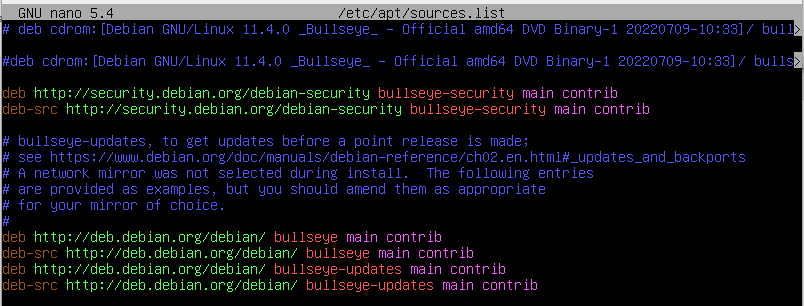 GNU nano 5.4 /etc/apt/sources.list
# deb cdrom:[Debian GNU/Linux 11.4.0 _Bullseye_ - Official amd64 DVD Binary-1 20220709-10:33]/ bull>
#deb cdrom:[Debian GNU/Linux 11.4.0 _Bullseye_ - Official amd64 DVD Binary-1 20220709-10:33]/ bulls>
deb http://security.debian.org/debian-security bullseye-security main contrib
deb-src http://security.debian.org/debian-security bullseye-security main contrib
# bullseye-updates, to get updates before a point release is made;
# see https://www.debian.org/doc/manuals/debian-reference/ch02.en.html#_updates_and_backports
# A network mirror was not selected during install.  The following entries
# are provided as examples, but you should amend them as appropriate
# for your mirror of choice.
#
deb http://deb.debian.org/debian/ bullseye main contrib
deb-src http://deb.debian.org/debian/ bullseye main contrib
deb http://deb.debian.org/debian/ bullseye-updates main contrib
deb-src http://deb.debian.org/debian/ bullseye-updates main contrib